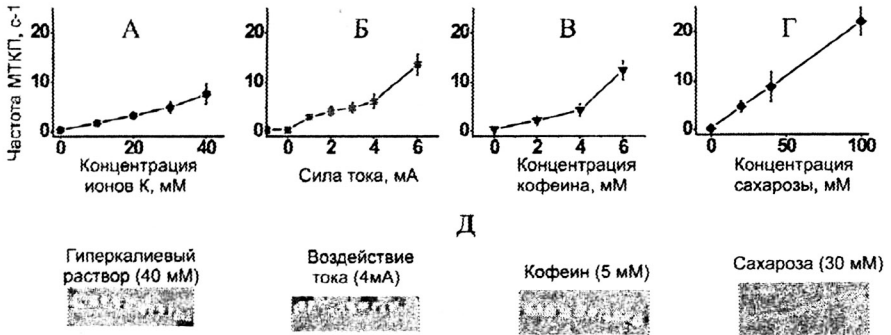 Частота МТКП, с-1
20
10
0
А
0 20 40
Концентрация
ионов К, мМ
20
10
0
Б
0 2 4 6
Сила тока, мА
20
10
0
В
0 2 4 6
Концентрация
кофеина, мМ
20
10
0
Г
0 50 100
Концентрация
сахарозы, мМ
Д
Гиперкалиевый
раствор (40 мМ)
Воздействие
тока (4мА)
Кофеин (5 мМ)
Сахароза (30 мМ)